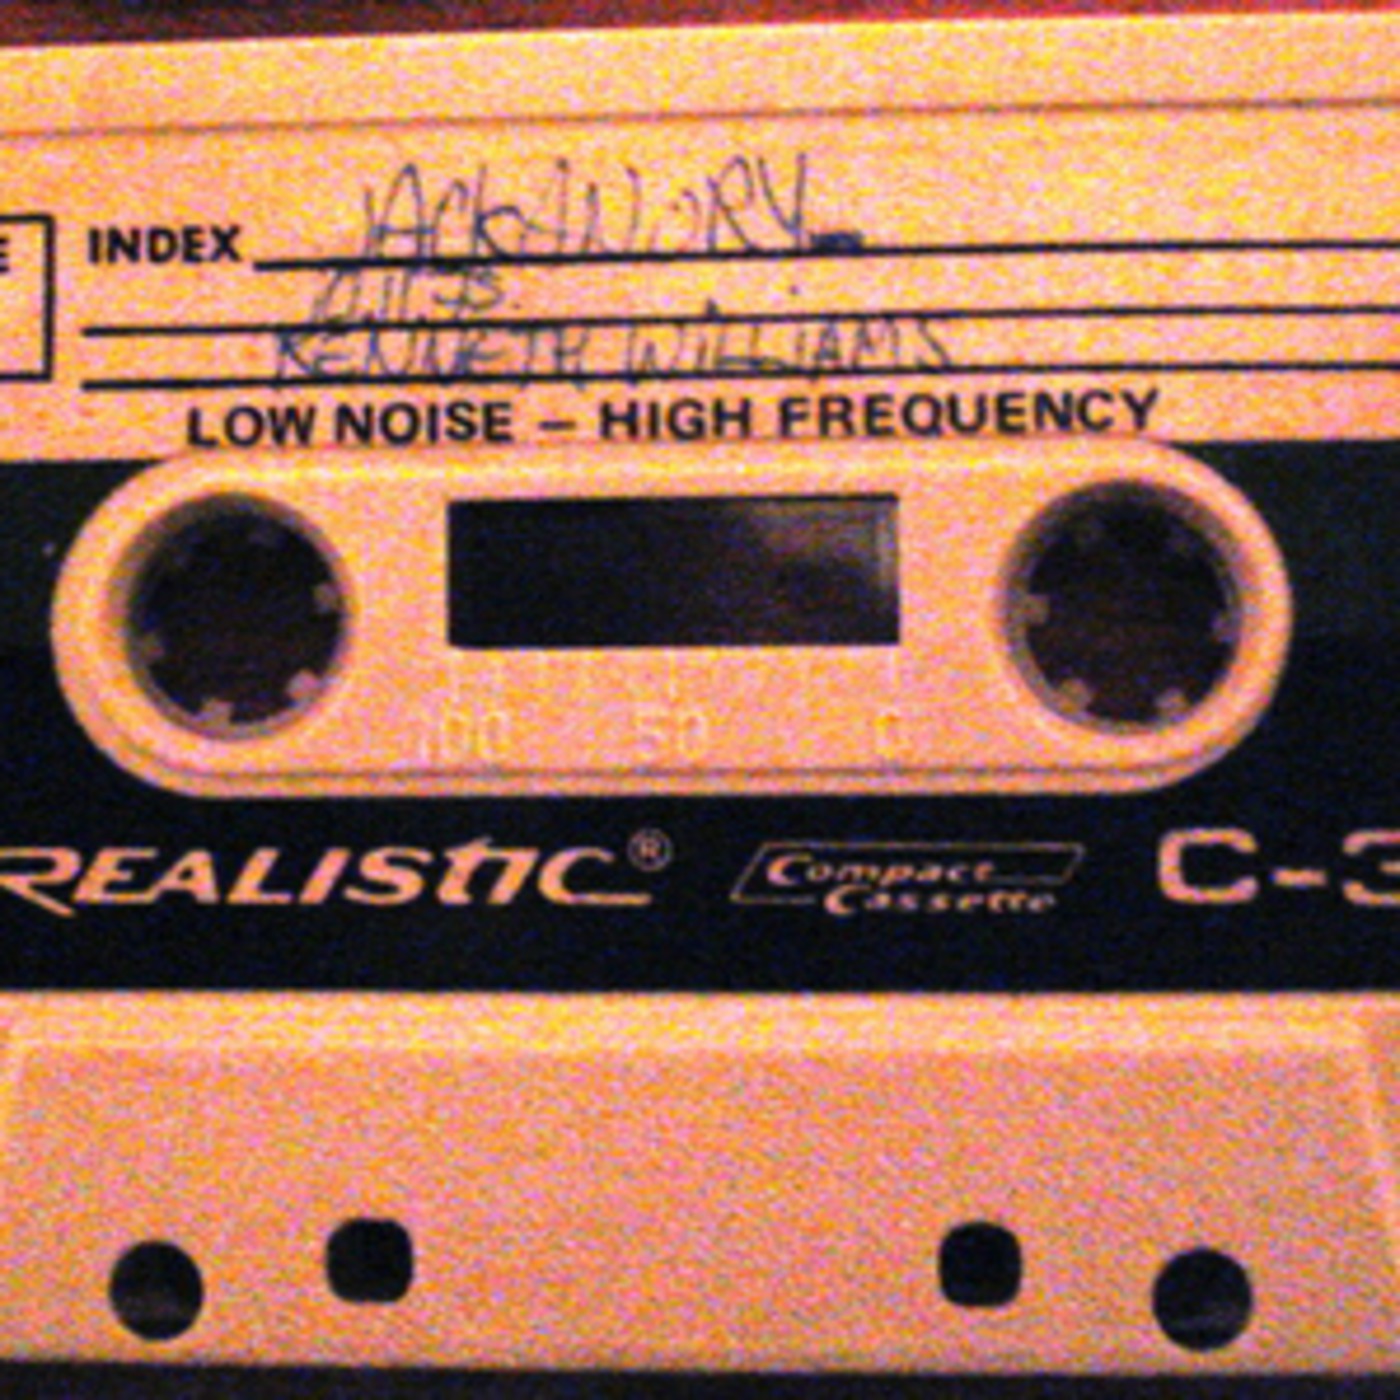 E
INDEX JACKANORY
KENNETH WILLIAMS
LOW NOISE – HIGH FREQUENCY
100 50 0
REALISTIC®
Compact
Cassette
C-3